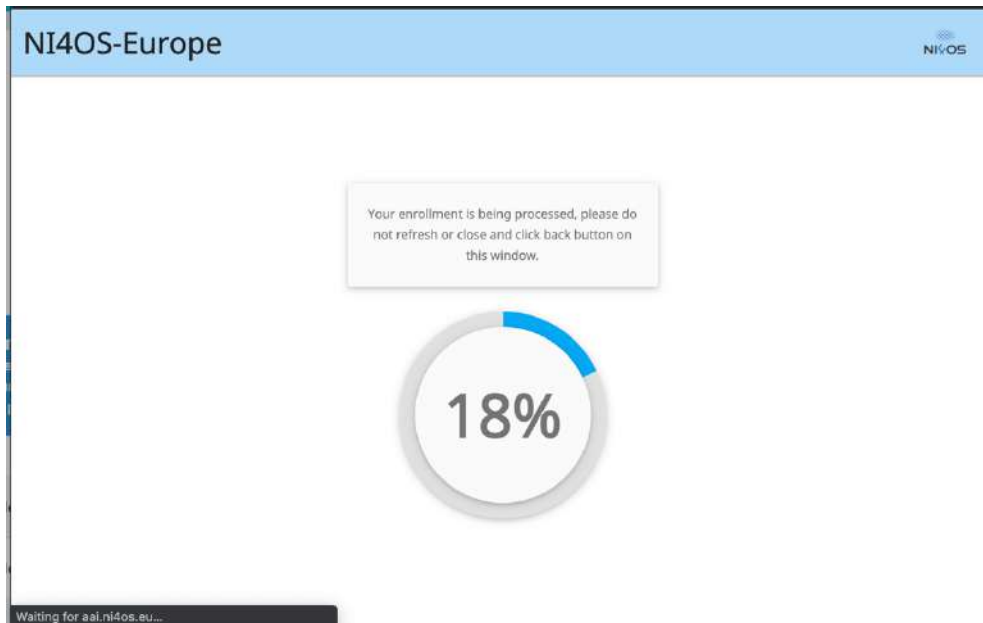 NI4OS-Europe
NI4OS
Your enrollment is being processed, please do
not refresh or close and click back button on
this window.
18%
Waiting for aai.ni4os.eu...